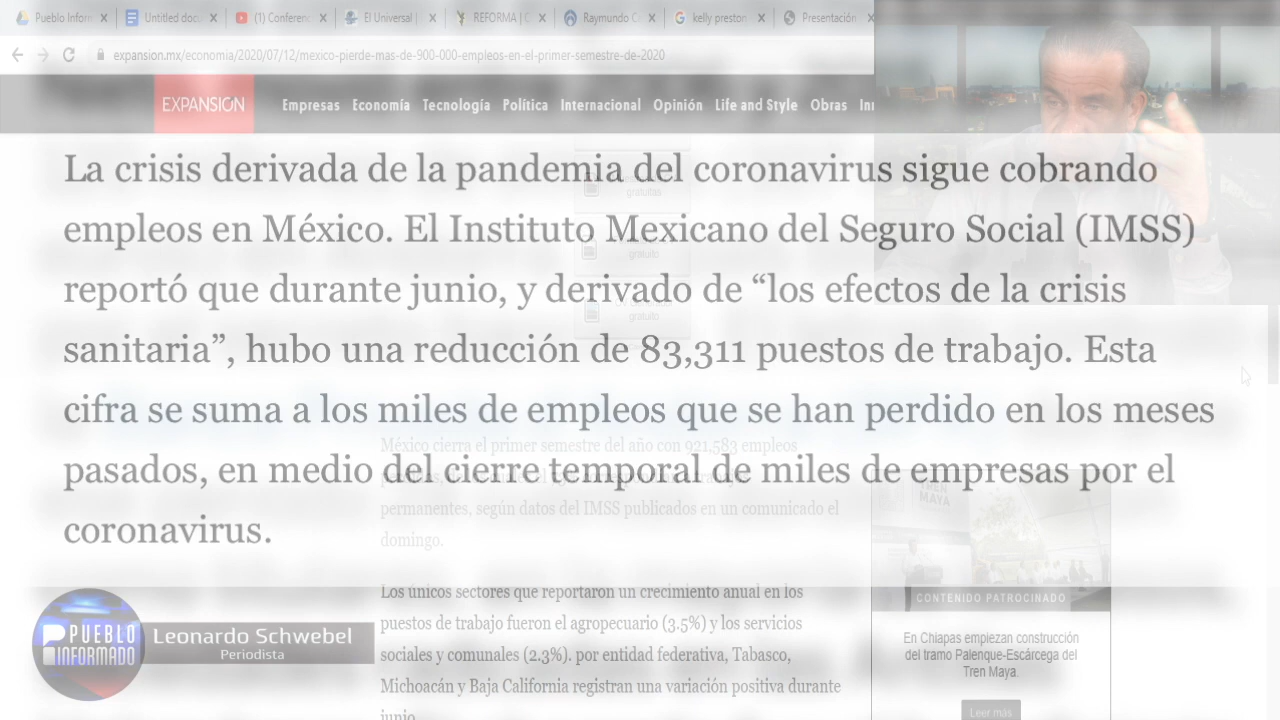 Pueblo Inform
Untitled doc
(1) Conferenc
El Universal |
REFORMA | C
Raymundo C
kelly preston
Presentación
expansion.mx/economia/2020/07/12/mexico-pierde-mas-de-900-000-empleos-en-el-primer-semestre-de-2020
EXPANSIÓN
Empresas Economía Tecnología Política Internacional Opinión Life and Style Obras In
La crisis derivada de la pandemia del coronavirus sigue cobrando
empleos en México. El Instituto Mexicano del Seguro Social (IMSS)
reportó que durante junio, y derivado de “los efectos de la crisis
sanitaria”, hubo una reducción de 83,311 puestos de trabajo. Esta
cifra se suma a los miles de empleos que se han perdido en los meses
pasados, en medio del cierre temporal de miles de empresas por el
coronavirus.
gratuitas
gratuito
gratuito
México cierra el primer semestre del año con 921,583 empleos
permanentes, según datos del IMSS publicados en un comunicado el
domingo.
Los únicos sectores que reportaron un crecimiento anual en los
puestos de trabajo fueron el agropecuario (3.5%) y los servicios
sociales y comunales (2.3%). por entidad federativa, Tabasco,
Michoacán y Baja California registran una variación positiva durante
junio
TREN
MAYA
CONTENIDO PATROCINADO
En Chiapas empiezan construcción
del tramo Palenque-Escárcega del
Tren Maya.
Leer más
PUEBLO
INFORMADO
Leonardo Schwebel
Periodista